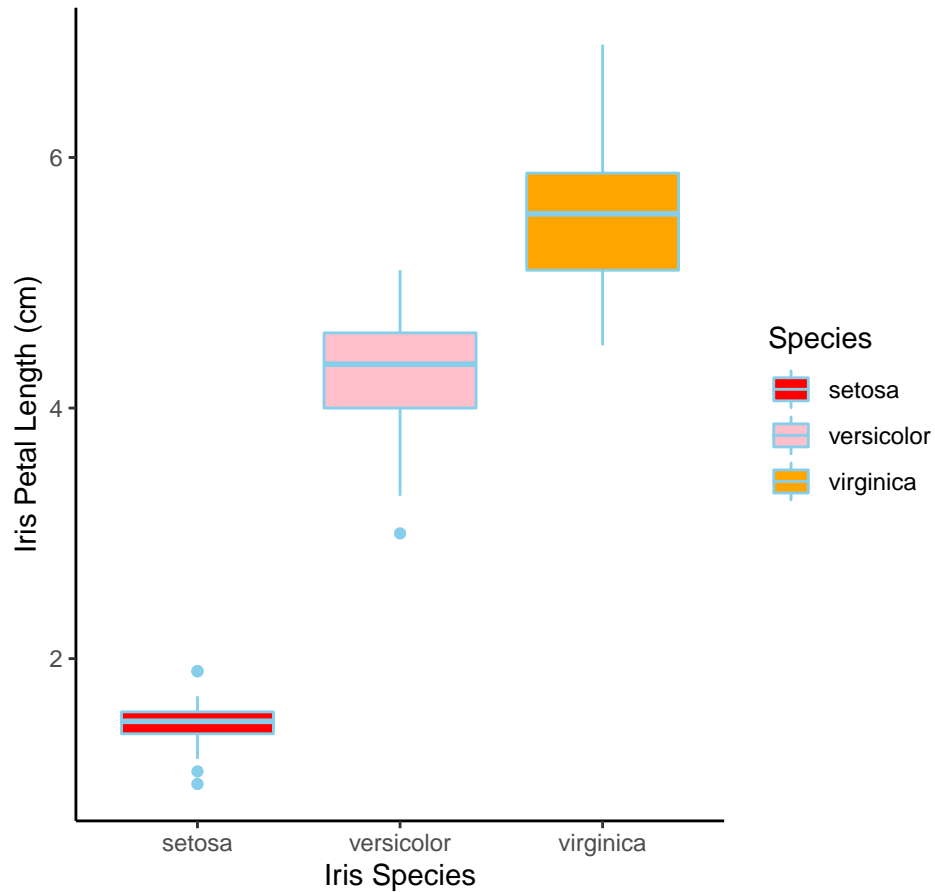 6
4
2
Iris Petal Length (cm)
setosa
versicolor
virginica
Iris Species
Species
setosa
versicolor
virginica